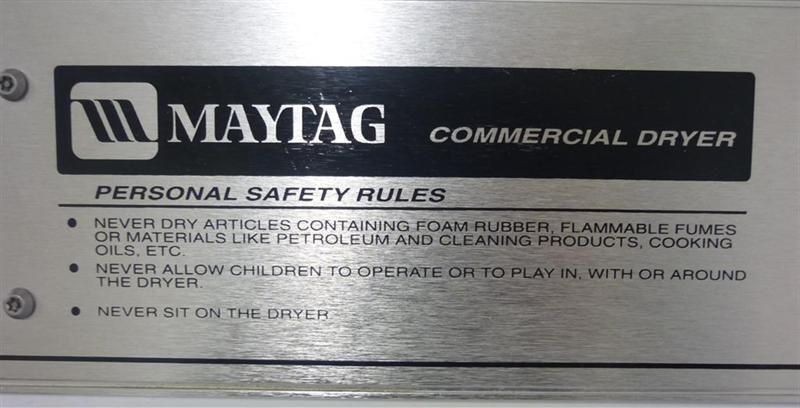 MAYTAG COMMERCIAL DRYER
PERSONAL SAFETY RULES
• NEVER DRY ARTICLES CONTAINING FOAM RUBBER, FLAMMABLE FUMES
OR MATERIALS LIKE PETROLEUM AND CLEANING PRODUCTS, COOKING
OILS, ETC.
• NEVER ALLOW CHILDREN TO OPERATE OR TO PLAY IN, WITH OR AROUND
THE DRYER.
• NEVER SIT ON THE DRYER